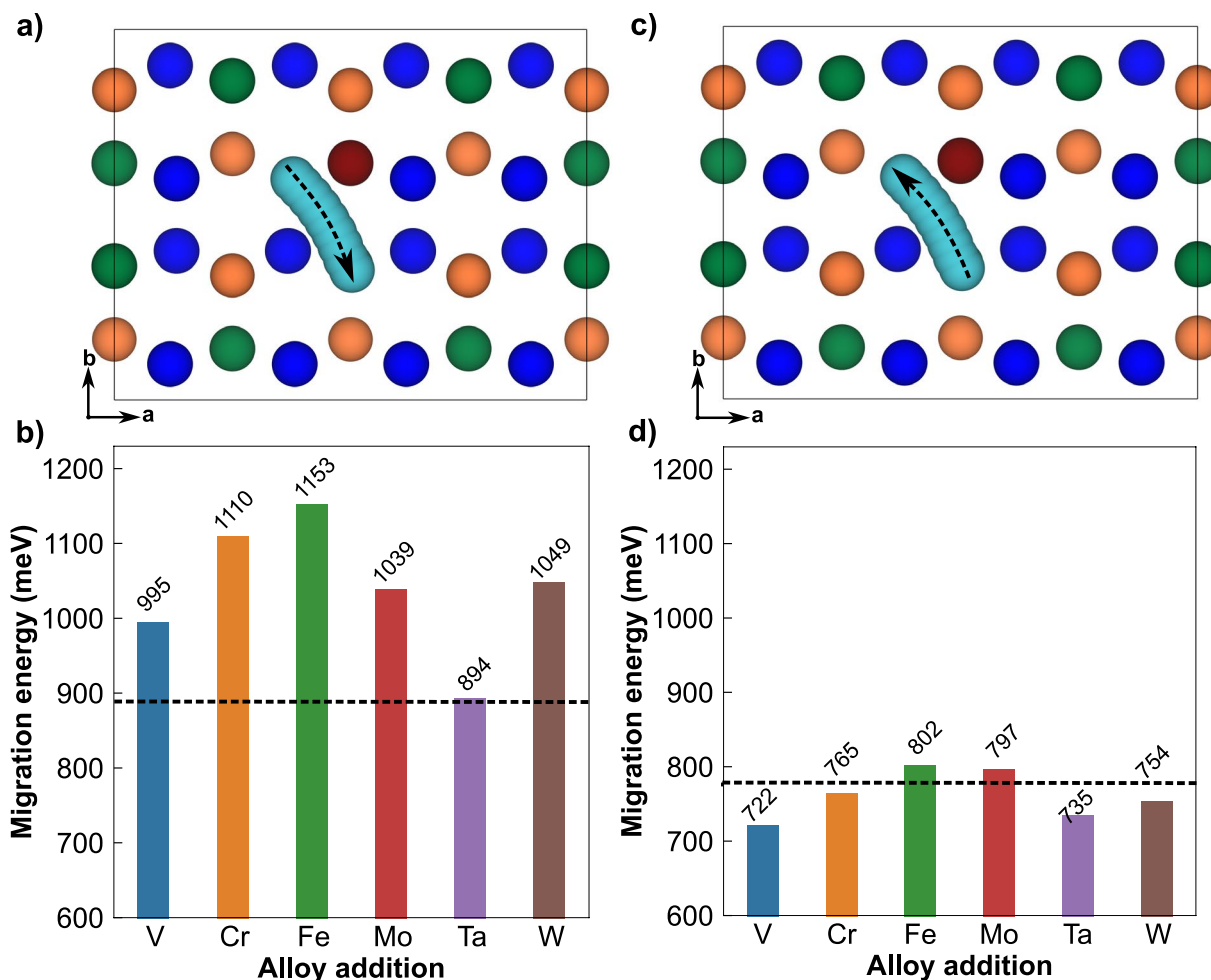 a)
b
a
c)
b
a
b)
Migration energy (meV)
1200
1100
1000
900
800
700
600
995
1110
1153
1039
894
1049
V Cr Fe Mo Ta W
Alloy addition
d)
Migration energy (meV)
1200
1100
1000
900
800
700
600
722
765
802
797
735
754
V Cr Fe Mo Ta W
Alloy addition